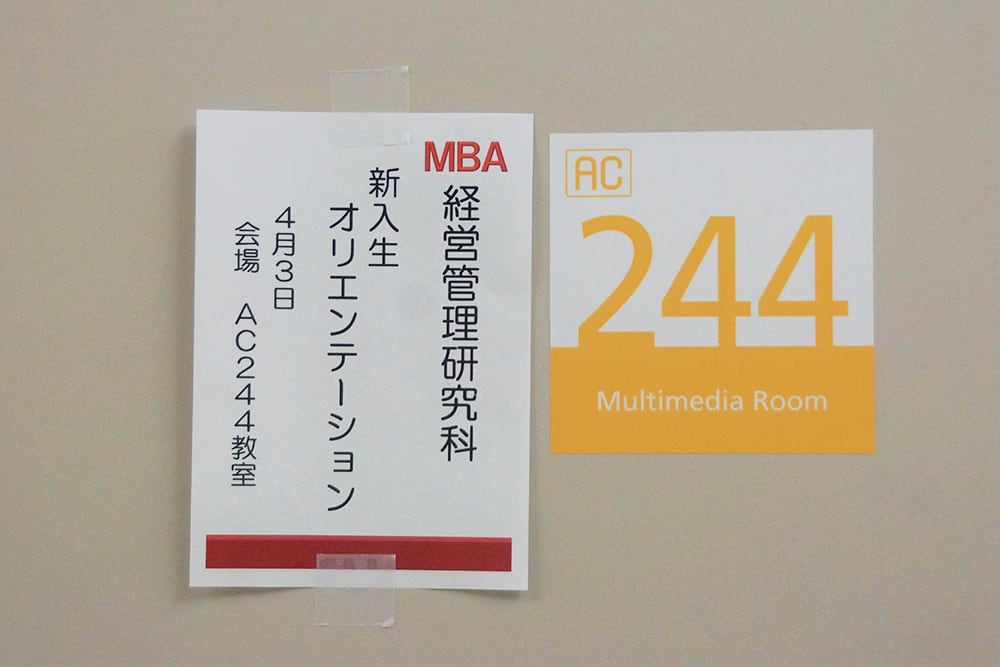 MBA
経営管理研究科
新入生
オリエンテーション
4月3日
会場 AC244教室
AC
244
Multimedia Room